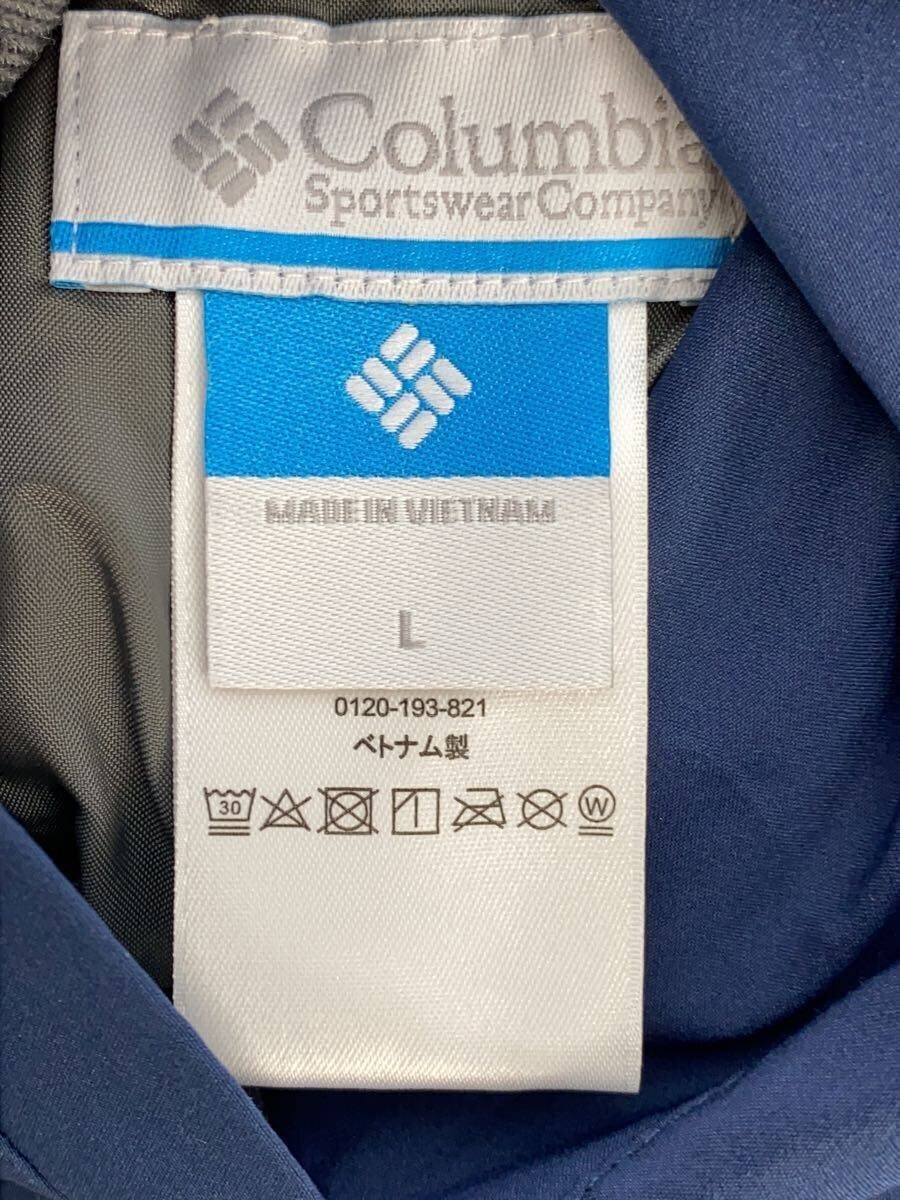 Columbia
Sportswear Company
MADE IN VIETNAM
L
0120-193-821
ベトナム製
30
W